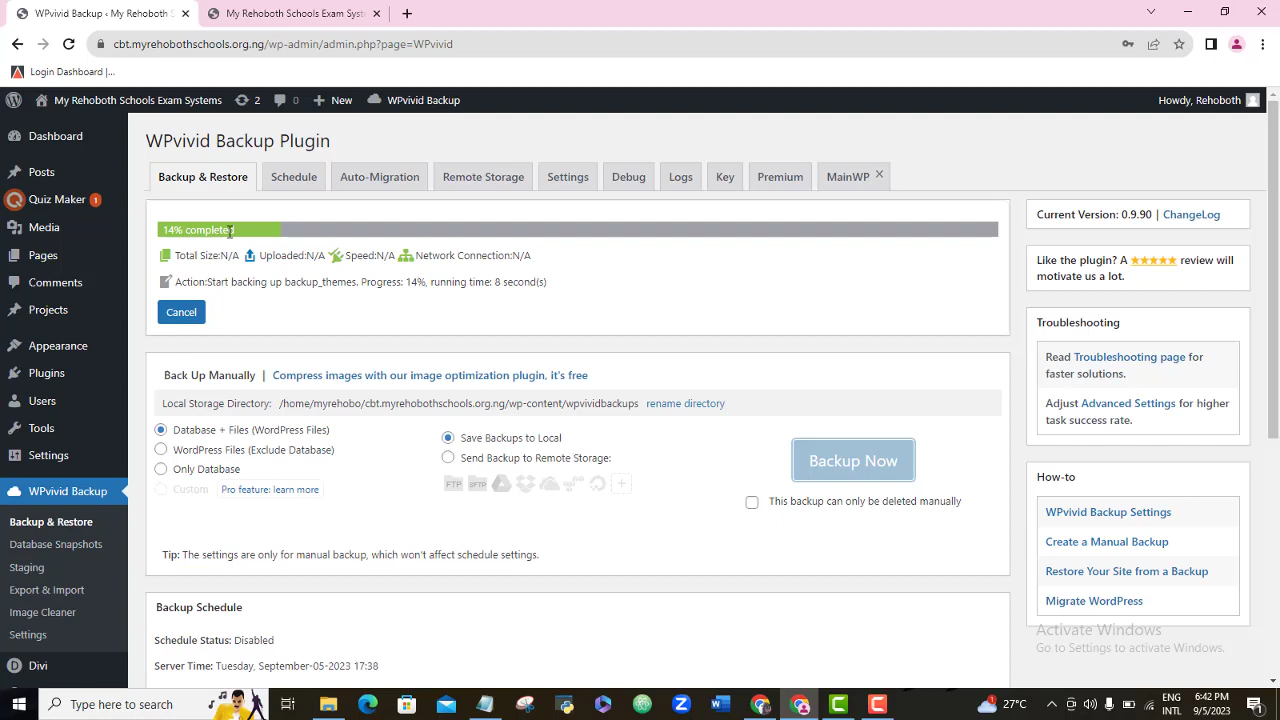 WPvivid Backup ‹ My Rehoboth S
My Rehoboth Schools Exam Syst
cbt.myrehobothschools.org.ng/wp-admin/admin.php?page=WPvivid
Login Dashboard |...
My Rehoboth Schools Exam Systems
2
0
New
WPvivid Backup
Howdy, Rehoboth
Dashboard
Posts
Quiz Maker 1
Media
Pages
Comments
Projects
Appearance
Plugins
Users
Tools
Settings
WPvivid Backup
Backup & Restore
Database Snapshots
Staging
Export & Import
Image Cleaner
Settings
Divi
WPvivid Backup Plugin
Backup & Restore
Schedule
Auto-Migration
Remote Storage
Settings
Debug
Logs
Key
Premium
MainWP
14% completed
Total Size:N/A Uploaded:N/A Speed:N/A Network Connection:N/A
Action:Start backing up backup_themes. Progress: 14%, running time: 8 second(s)
Cancel
Back Up Manually | Compress images with our image optimization plugin, it's free
Local Storage Directory: /home/myrehobo/cbt.myrehobothschools.org.ng/wp-content/wpvividbackups rename directory
Database + Files (WordPress Files)
WordPress Files (Exclude Database)
Only Database
Custom Pro feature: learn more
Save Backups to Local
Send Backup to Remote Storage:
FTP SFTP
Backup Now
This backup can only be deleted manually
Tip: The settings are only for manual backup, which won't affect schedule settings.
Backup Schedule
Schedule Status: Disabled
Server Time: Tuesday, September-05-2023 17:38
Current Version: 0.9.90 | ChangeLog
Like the plugin? A ★★★★★ review will
motivate us a lot.
Troubleshooting
Read Troubleshooting page for
faster solutions.
Adjust Advanced Settings for higher
task success rate.
How-to
WPvivid Backup Settings
Create a Manual Backup
Restore Your Site from a Backup
Migrate WordPress
Activate Windows
Go to Settings to activate Windows.
Type here to search
1
27°C
ENG
INTL
6:42 PM
9/5/2023
1